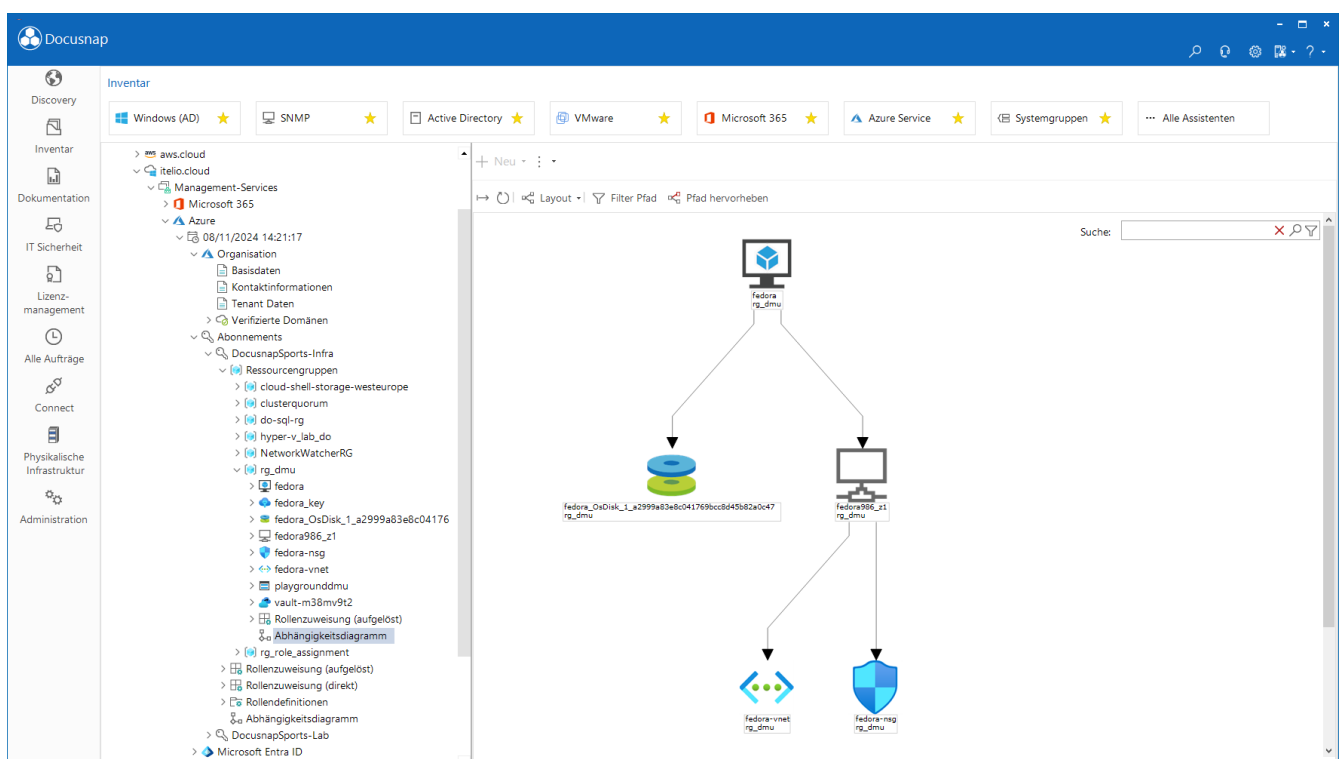 Docusnap
Discovery
Inventar
Dokumentation
IT Sicherheit
Lizenz-
management
Alle Aufträge
Connect
Physikalische
Infrastruktur
Administration
Inventar
Windows (AD)
SNMP
Active Directory
VMware
Microsoft 365
Azure Service
Systemgruppen
Alle Assistenten
aws aws.cloud
itelio.cloud
Management-Services
Microsoft 365
Azure
08/11/2024 14:21:17
Organisation
Basisdaten
Kontaktinformationen
Tenant Daten
Verifizierte Domänen
Abonnements
DocusnapSports-Infra
Ressourcengruppen
cloud-shell-storage-westeurope
clusterquorum
do-sql-rg
hyper-v_lab_do
NetworkWatcherRG
rg_dmu
fedora
fedora_key
fedora_OsDisk_1_a2999a83e8c04176
fedora986_z1
fedora-nsg
fedora-vnet
playgrounddmu
vault-m38mv9t2
Rollenzuweisung (aufgelöst)
Abhängigkeitsdiagramm
rg_role_assignment
Rollenzuweisung (aufgelöst)
Rollenzuweisung (direkt)
Rollendefinitionen
Abhängigkeitsdiagramm
DocusnapSports-Lab
Microsoft Entra ID
Neu
Layout
Filter Pfad
Pfad hervorheben
Suche:
fedora
rg_dmu
fedora_OsDisk_1_a2999a83e8c041769bcc8d45b82a0c47
rg_dmu
fedora986_z1
rg_dmu
fedora-vnet
rg_dmu
fedora-nsg
rg_dmu